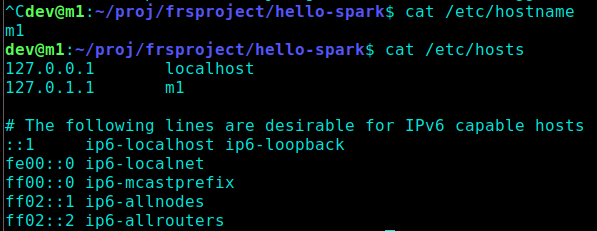 ^Cdev@m1:~/proj/frsproject/hello-spark$ cat /etc/hostname
m1
dev@m1:~/proj/frsproject/hello-spark$ cat /etc/hosts
127.0.0.1       localhost
127.0.1.1       m1

# The following lines are desirable for IPv6 capable hosts
::1     ip6-localhost ip6-loopback
fe00::0 ip6-localnet
ff00::0 ip6-mcastprefix
ff02::1 ip6-allnodes
ff02::2 ip6-allrouters